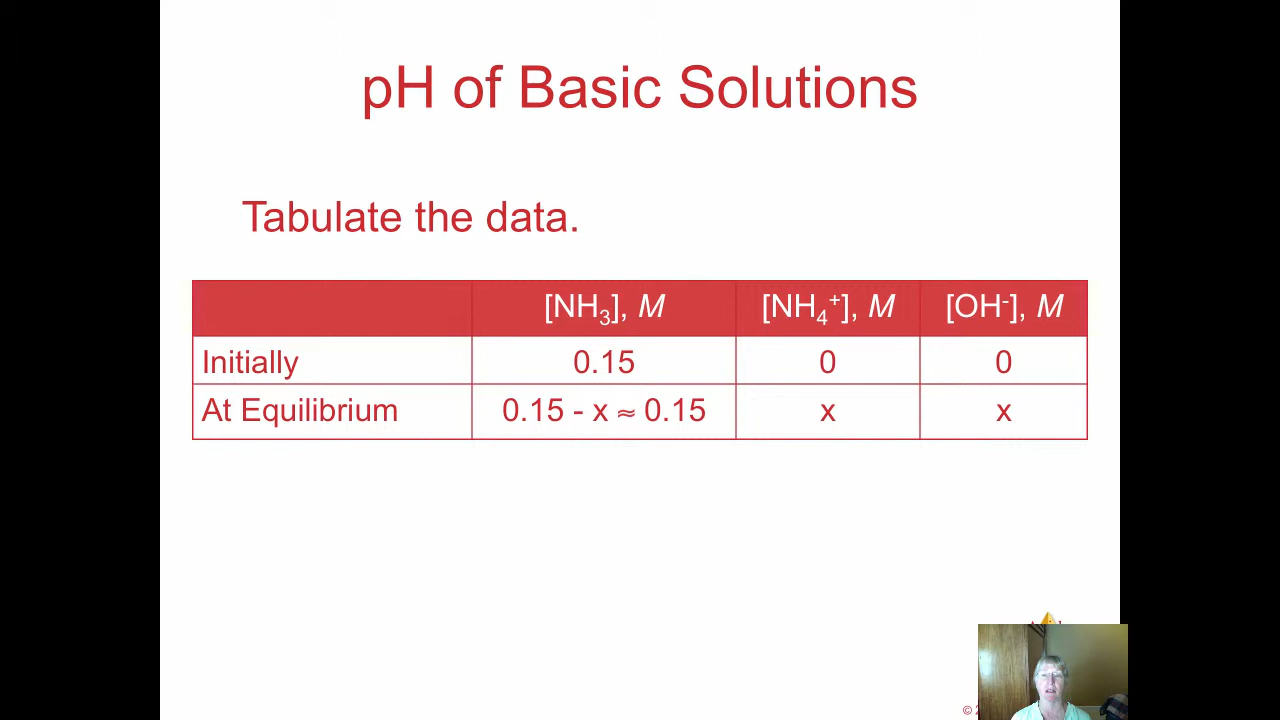 pH of Basic Solutions
Tabulate the data.
[NH₃], M [NH₄⁺], M [OH⁻], M
Initially 0.15 0 0
At Equilibrium 0.15 - x ≈ 0.15 x x
©